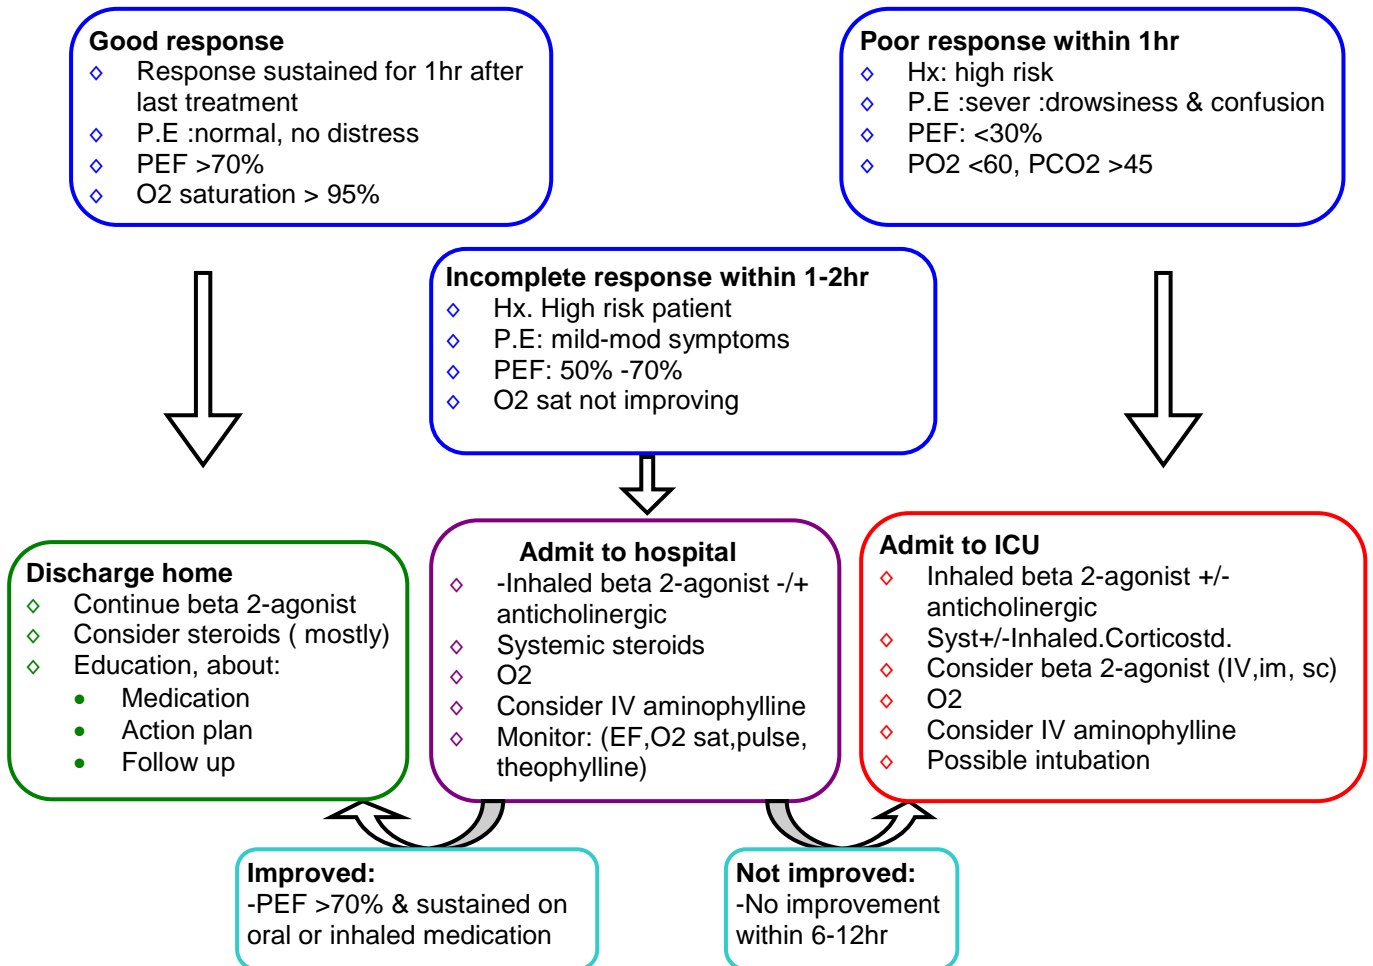 Good response
Response sustained for 1hr after
last treatment
P.E :normal, no distress
PEF >70%
O2 saturation > 95%
Poor response within 1hr
Hx: high risk
P.E :sever :drowsiness & confusion
PEF: <30%
PO2 <60, PCO2 >45
Incomplete response within 1-2hr
Hx. High risk patient
P.E: mild-mod symptoms
PEF: 50% -70%
O2 sat not improving
Discharge home
Continue beta 2-agonist
Consider steroids ( mostly)
Education, about:
Medication
Action plan
Follow up
Admit to hospital
-Inhaled beta 2-agonist -/+
anticholinergic
Systemic steroids
O2
Consider IV aminophylline
Monitor: (EF,O2 sat,pulse,
theophylline)
Admit to ICU
Inhaled beta 2-agonist +/-
anticholinergic
Syst+/-Inhaled.Corticostd.
Consider beta 2-agonist (IV,im, sc)
O2
Consider IV aminophylline
Possible intubation
Improved:
-PEF >70% & sustained on
oral or inhaled medication
Not improved:
-No improvement
within 6-12hr